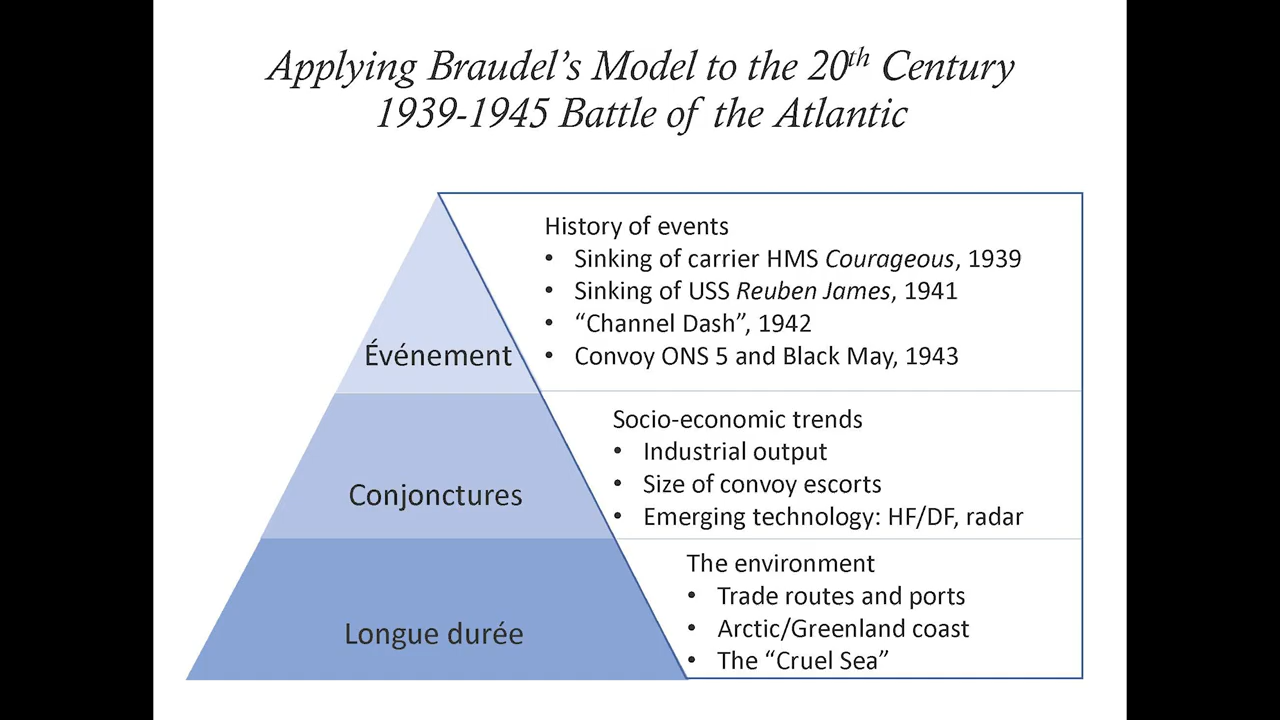 Applying Braudel’s Model to the 20th Century
1939-1945 Battle of the Atlantic
History of events
• Sinking of carrier HMS Courageous, 1939
• Sinking of USS Reuben James, 1941
• “Channel Dash”, 1942
• Convoy ONS 5 and Black May, 1943
Événement
Socio-economic trends
• Industrial output
• Size of convoy escorts
• Emerging technology: HF/DF, radar
Conjonctures
The environment
• Trade routes and ports
• Arctic/Greenland coast
• The “Cruel Sea”
Longue durée